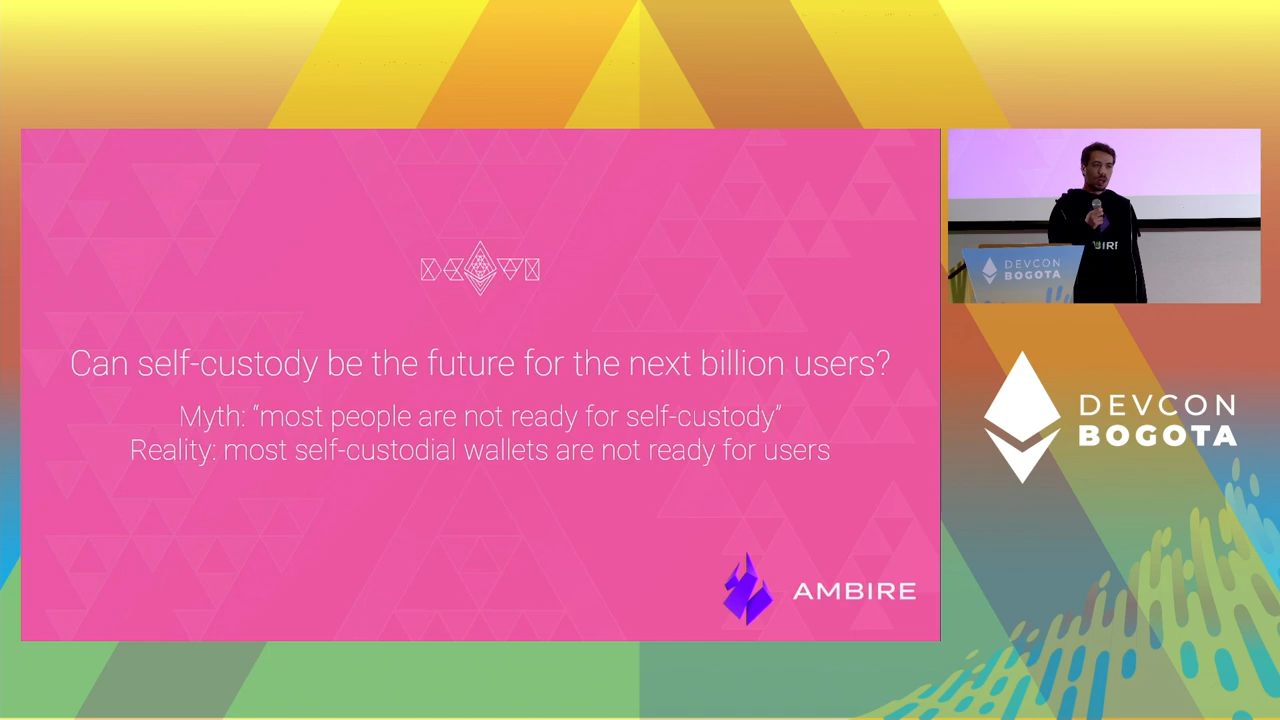 Can self-custody be the future for the next billion users?
Myth: “most people are not ready for self-custody”
Reality: most self-custodial wallets are not ready for users
AMBIRE
DEVCON
BOGOTA
DEVCON
BOGOTA